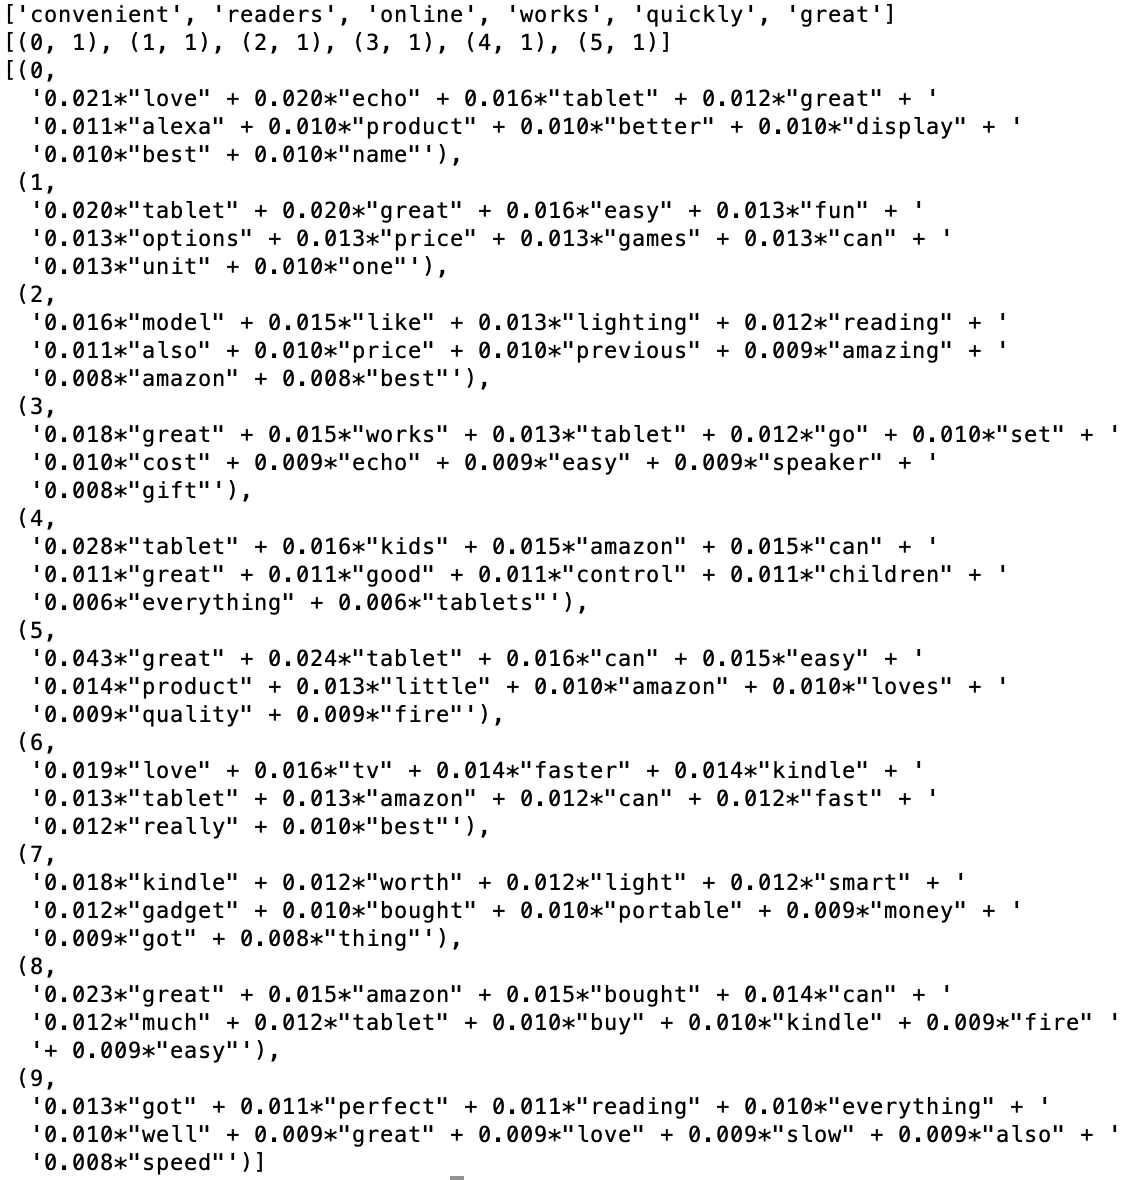 ['convenient', 'readers', 'online', 'works', 'quickly', 'great']
[(0, 1), (1, 1), (2, 1), (3, 1), (4, 1), (5, 1)]
[(0,
  '0.021*"love" + 0.020*"echo" + 0.016*"tablet" + 0.012*"great" + '
  '0.011*"alexa" + 0.010*"product" + 0.010*"better" + 0.010*"display" + '
  '0.010*"best" + 0.010*"name"'),
 (1,
  '0.020*"tablet" + 0.020*"great" + 0.016*"easy" + 0.013*"fun" + '
  '0.013*"options" + 0.013*"price" + 0.013*"games" + 0.013*"can" + '
  '0.013*"unit" + 0.010*"one"'),
 (2,
  '0.016*"model" + 0.015*"like" + 0.013*"lighting" + 0.012*"reading" + '
  '0.011*"also" + 0.010*"price" + 0.010*"previous" + 0.009*"amazing" + '
  '0.008*"amazon" + 0.008*"best"'),
 (3,
  '0.018*"great" + 0.015*"works" + 0.013*"tablet" + 0.012*"go" + 0.010*"set" + '
  '0.010*"cost" + 0.009*"echo" + 0.009*"easy" + 0.009*"speaker" + '
  '0.008*"gift"'),
 (4,
  '0.028*"tablet" + 0.016*"kids" + 0.015*"amazon" + 0.015*"can" + '
  '0.011*"great" + 0.011*"good" + 0.011*"control" + 0.011*"children" + '
  '0.006*"everything" + 0.006*"tablets"'),
 (5,
  '0.043*"great" + 0.024*"tablet" + 0.016*"can" + 0.015*"easy" + '
  '0.014*"product" + 0.013*"little" + 0.010*"amazon" + 0.010*"loves" + '
  '0.009*"quality" + 0.009*"fire"'),
 (6,
  '0.019*"love" + 0.016*"tv" + 0.014*"faster" + 0.014*"kindle" + '
  '0.013*"tablet" + 0.013*"amazon" + 0.012*"can" + 0.012*"fast" + '
  '0.012*"really" + 0.010*"best"'),
 (7,
  '0.018*"kindle" + 0.012*"worth" + 0.012*"light" + 0.012*"smart" + '
  '0.012*"gadget" + 0.010*"bought" + 0.010*"portable" + 0.009*"money" + '
  '0.009*"got" + 0.008*"thing"'),
 (8,
  '0.023*"great" + 0.015*"amazon" + 0.015*"bought" + 0.014*"can" + '
  '0.012*"much" + 0.012*"tablet" + 0.010*"buy" + 0.010*"kindle" + 0.009*"fire" '
  '+ 0.009*"easy"'),
 (9,
  '0.013*"got" + 0.011*"perfect" + 0.011*"reading" + 0.010*"everything" + '
  '0.010*"well" + 0.009*"great" + 0.009*"love" + 0.009*"slow" + 0.009*"also" + '
  '0.008*"speed"')]